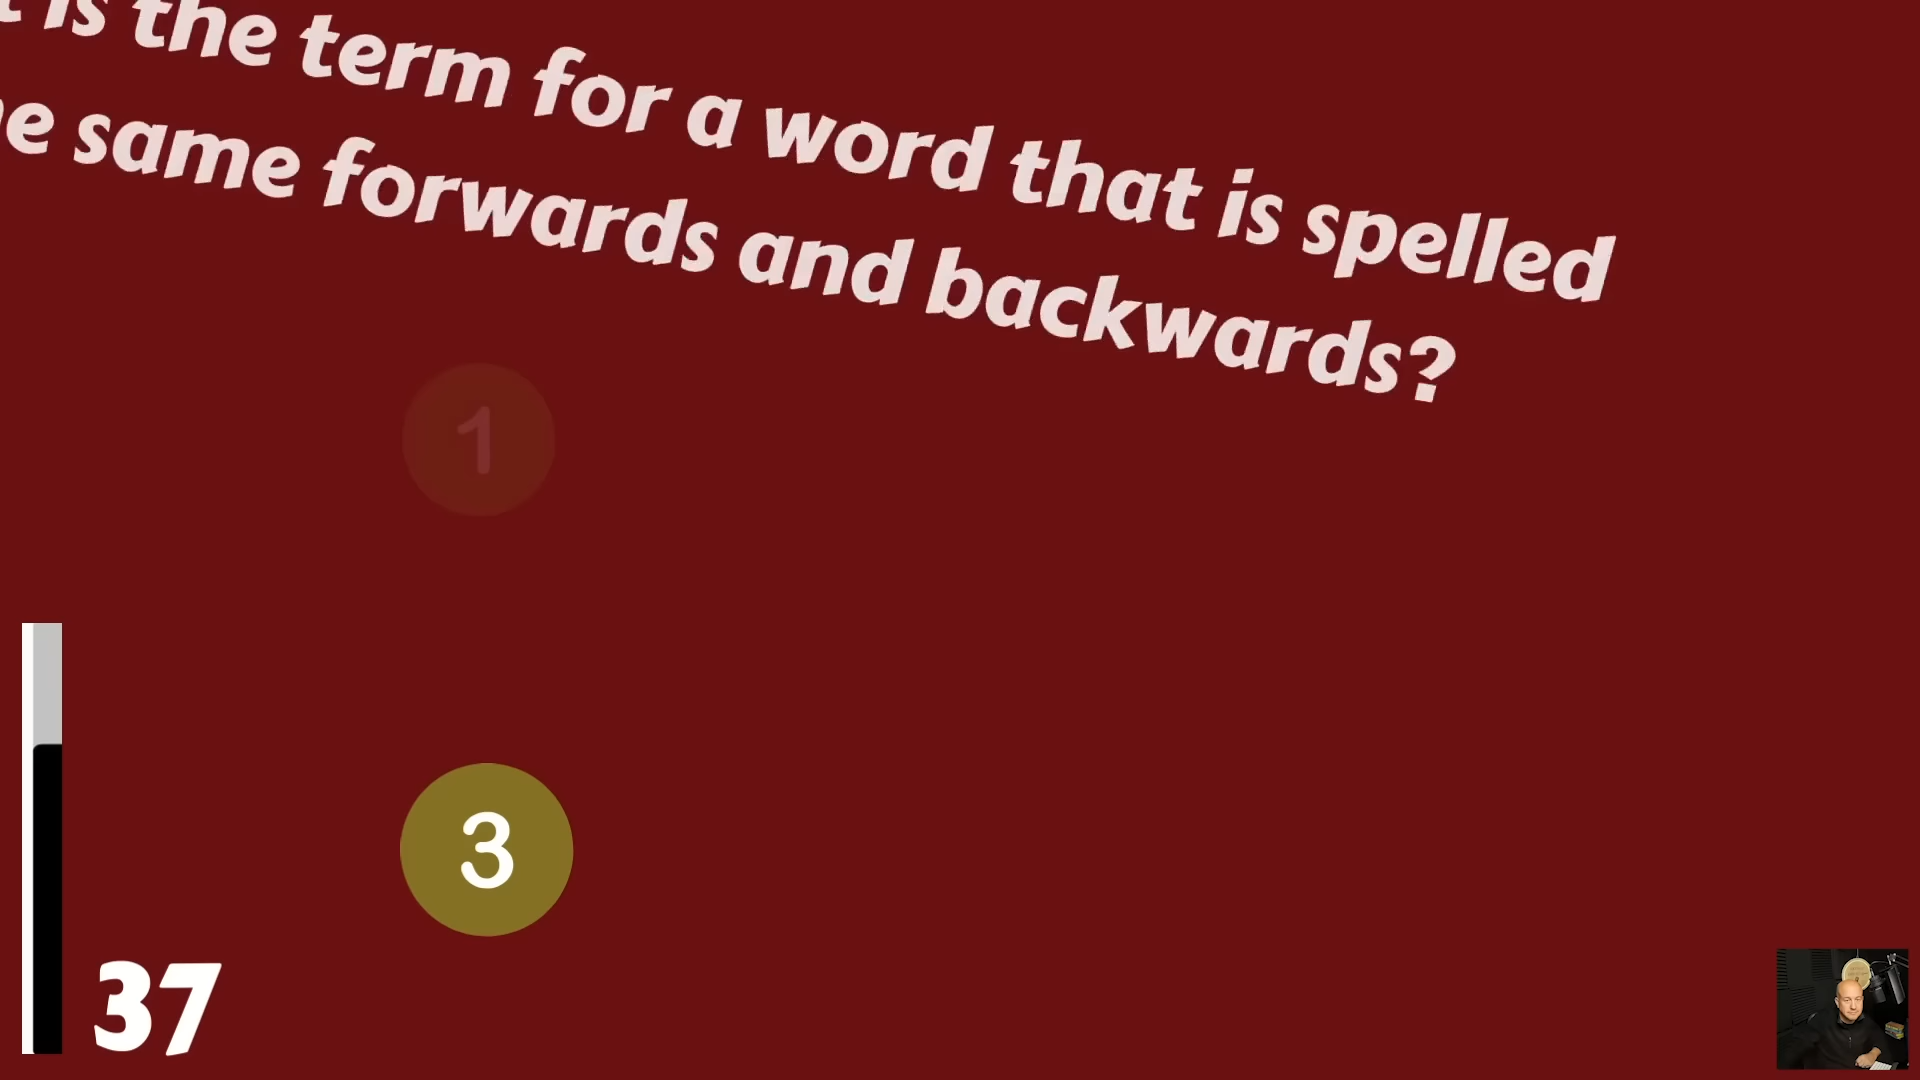 is the term for a word that is spelled
same forwards and backwards?
1
3
37